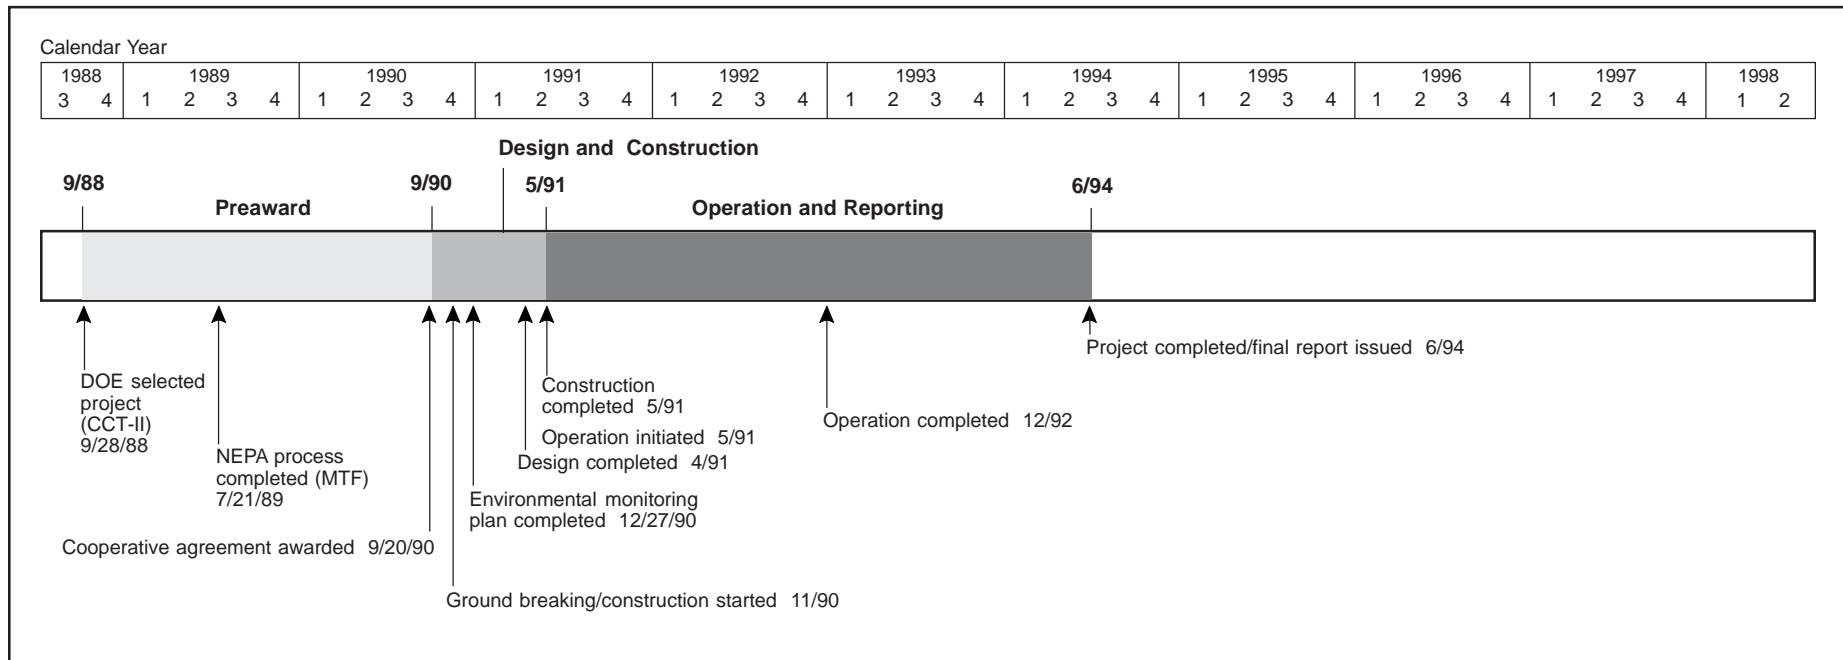 Calendar Year
1988 1989 1990 1991 1992 1993 1994 1995 1996 1997 1998
3 4 1 2 3 4 1 2 3 4 1 2 3 4 1 2 3 4 1 2 3 4 1 2 3 4 1 2 3 4 1 2 3 4 1 2 3 4 1 2
Design and Construction
9/88 9/90 5/91 6/94
Preaward Operation and Reporting
DOE selected
project
(CCT-II)
9/28/88
NEPA process
completed (MTF)
7/21/89
Cooperative agreement awarded 9/20/90
Ground breaking/construction started 11/90
Environmental monitoring
plan completed 12/27/90
Design completed 4/91
Construction
completed 5/91
Operation initiated 5/91
Operation completed 12/92
Project completed/final report issued 6/94